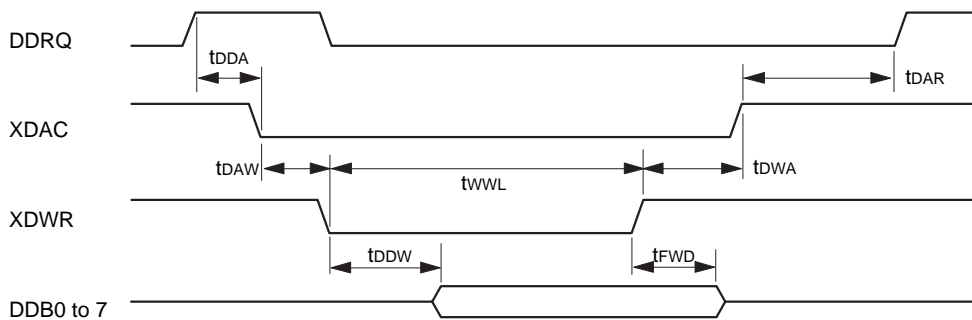 DDRQ
tDDA
tDAR
XDAC
tDAW
tWWL
tDWA
XDWR
tDDW
tFWD
DDB0 to 7